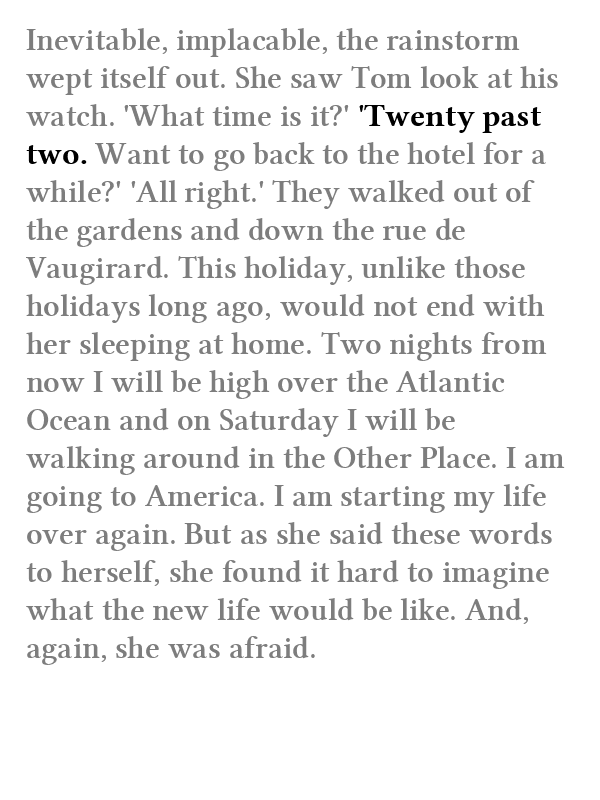 Inevitable, implacable, the rainstorm
wept itself out. She saw Tom look at his
watch. 'What time is it?' 'Twenty past
two. Want to go back to the hotel for a
while?' 'All right.' They walked out of
the gardens and down the rue de
Vaugirard. This holiday, unlike those
holidays long ago, would not end with
her sleeping at home. Two nights from
now I will be high over the Atlantic
Ocean and on Saturday I will be
walking around in the Other Place. I am
going to America. I am starting my life
over again. But as she said these words
to herself, she found it hard to imagine
what the new life would be like. And,
again, she was afraid.